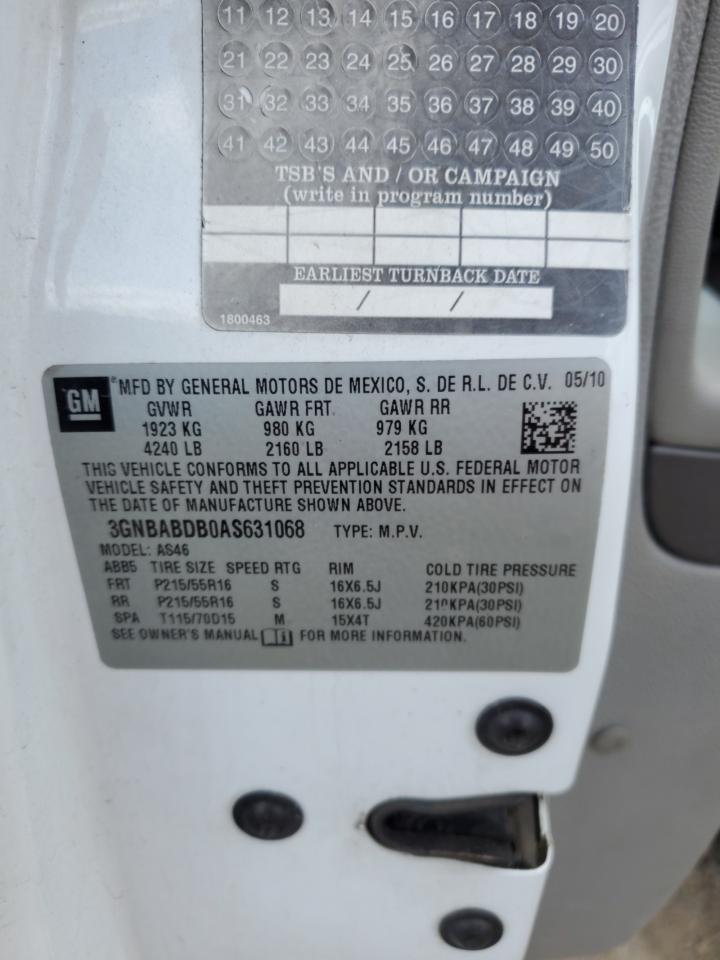 11 12 13 14 15 16 17 18 19 20
21 22 23 24 25 26 27 28 29 30
31 32 33 34 35 36 37 38 39 40
41 42 43 44 45 46 47 48 49 50
TSB'S AND / OR CAMPAIGN
(write in program number)
EARLIEST TURNBACK DATE
/ /
1800463
GM ® MFD BY GENERAL MOTORS DE MEXICO, S. DE R.L. DE C.V. 05/10
GVWR GAWR FRT. GAWR RR
1923 KG 980 KG 979 KG
4240 LB 2160 LB 2158 LB
THIS VEHICLE CONFORMS TO ALL APPLICABLE U.S. FEDERAL MOTOR
VEHICLE SAFETY AND THEFT PREVENTION STANDARDS IN EFFECT ON
THE DATE OF MANUFACTURE SHOWN ABOVE.
3GNBABDB0AS631068 TYPE: M.P.V.
MODEL: AS46
ABB5 TIRE SIZE SPEED RTG RIM COLD TIRE PRESSURE
FRT P215/55R16 S 16X6.5J 210KPA(30PSI)
RR P215/55R16 S 16X6.5J 210KPA(30PSI)
SPA T115/70D15 M 15X4T 420KPA(60PSI)
SEE OWNER'S MANUAL FOR MORE INFORMATION.